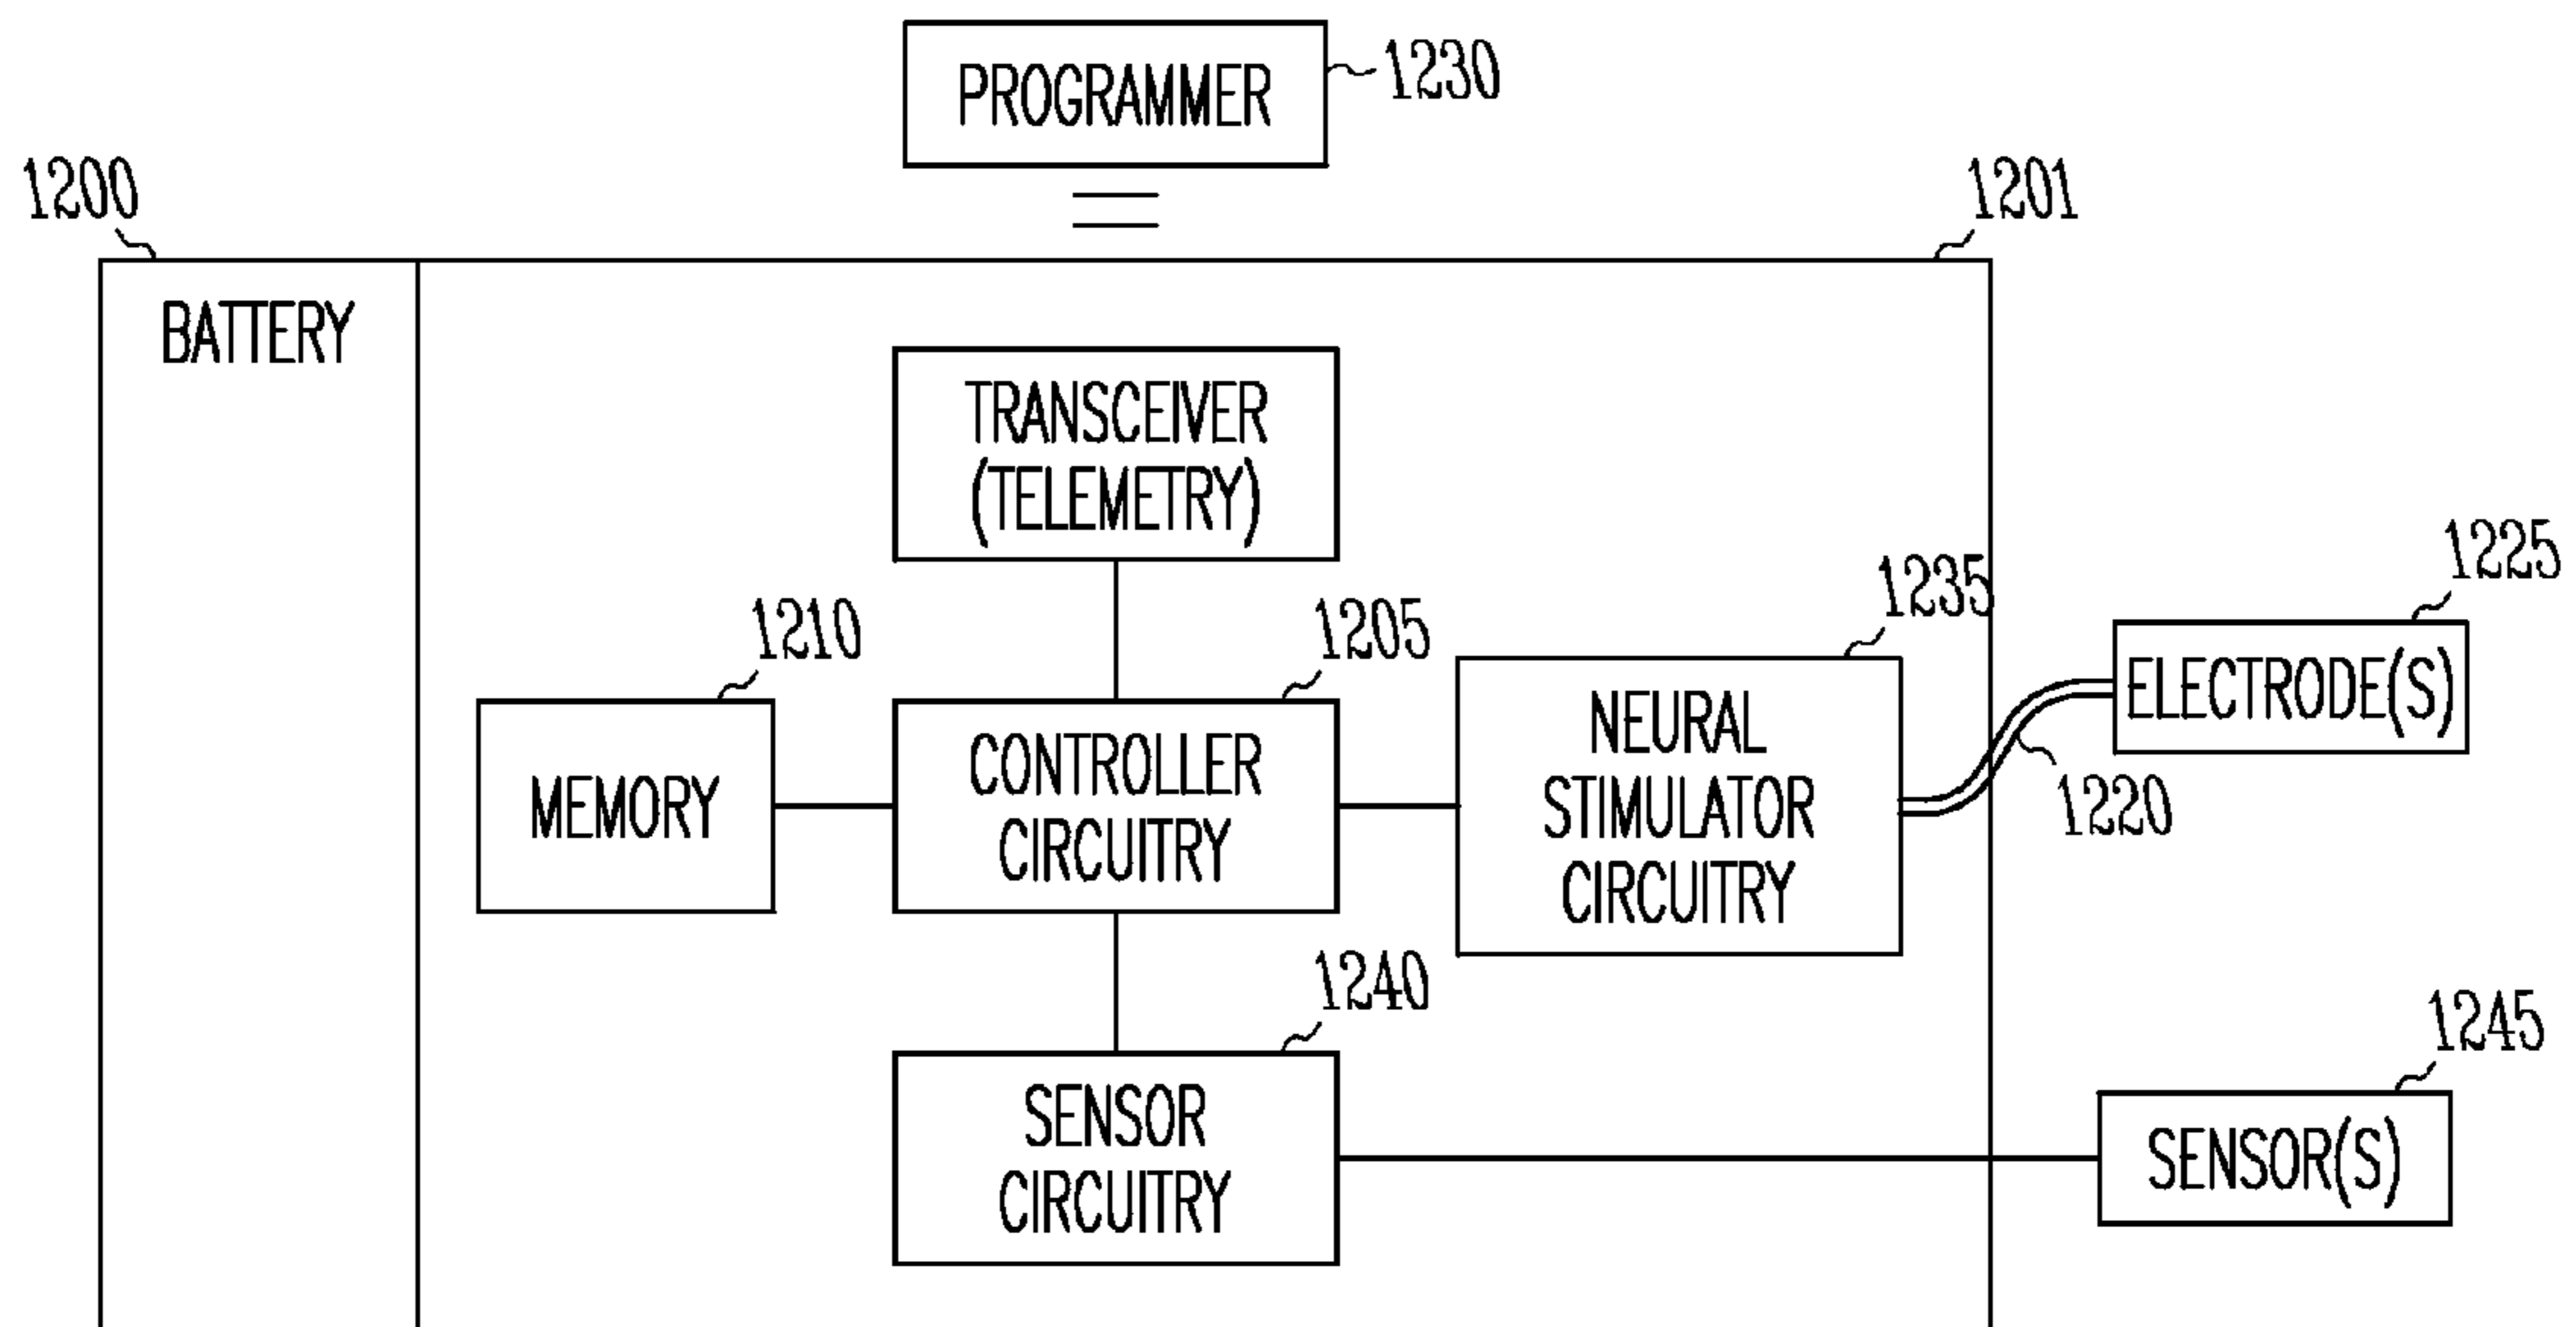 PROGRAMMER
1230
1200
1201
BATTERY
TRANSCEIVER
(TELEMETRY)
1210
1205
1235
1225
MEMORY
CONTROLLER
CIRCUITRY
NEURAL
STIMULATOR
CIRCUITRY
ELECTRODE(S)
1220
1240
1245
SENSOR
CIRCUITRY
SENSOR(S)